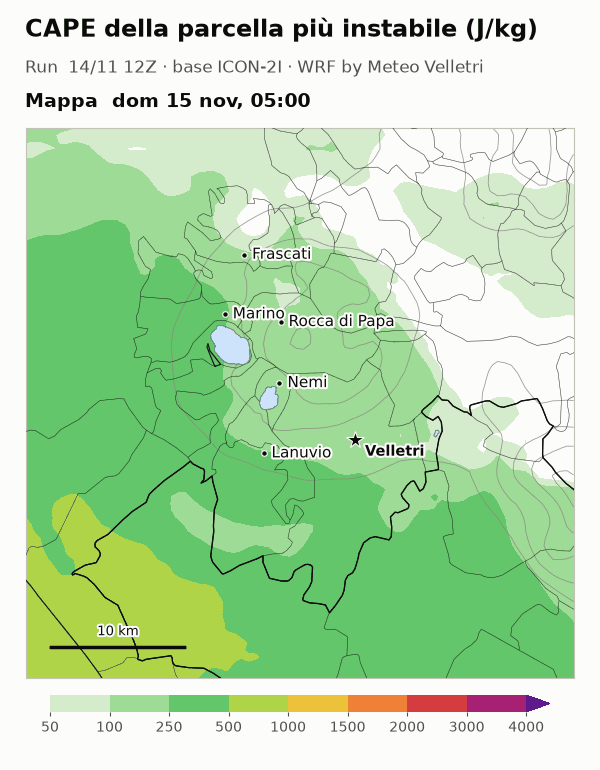 CAPE della parcella più instabile (J/kg)
Run 14/11 12Z · base ICON-2I · WRF by Meteo Velletri
Mappa dom 15 nov, 05:00
Frascati
Marino
Rocca di Papa
Nemi
Velletri
Lanuvio
10 km
50 100 250 500 1000 1500 2000 3000 4000